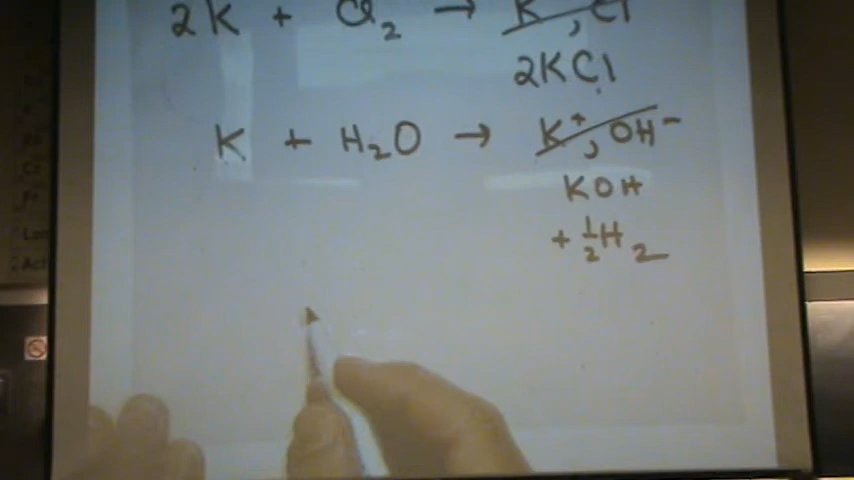 2K + Cl₂ → K , Cl
2KCl
K + H₂O → K⁺, OH⁻
KOH
+ ½H₂